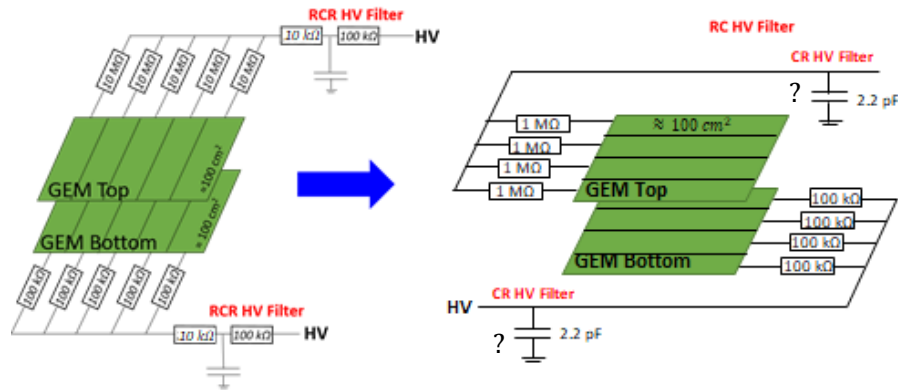 RCR HV Filter
10 kΩ
100 kΩ
HV
10 MΩ
10 MΩ
10 MΩ
10 MΩ
10 MΩ
GEM Top
≈100 cm²
GEM Bottom
≈ 100 cm²
100 kΩ
100 kΩ
100 kΩ
100 kΩ
100 kΩ
RCR HV Filter
10 kΩ
100 kΩ
HV
RC HV Filter
CR HV Filter
?
2.2 pF
1 MΩ
1 MΩ
1 MΩ
1 MΩ
≈ 100 cm²
GEM Top
GEM Bottom
100 kΩ
100 kΩ
100 kΩ
100 kΩ
CR HV Filter
HV
?
2.2 pF